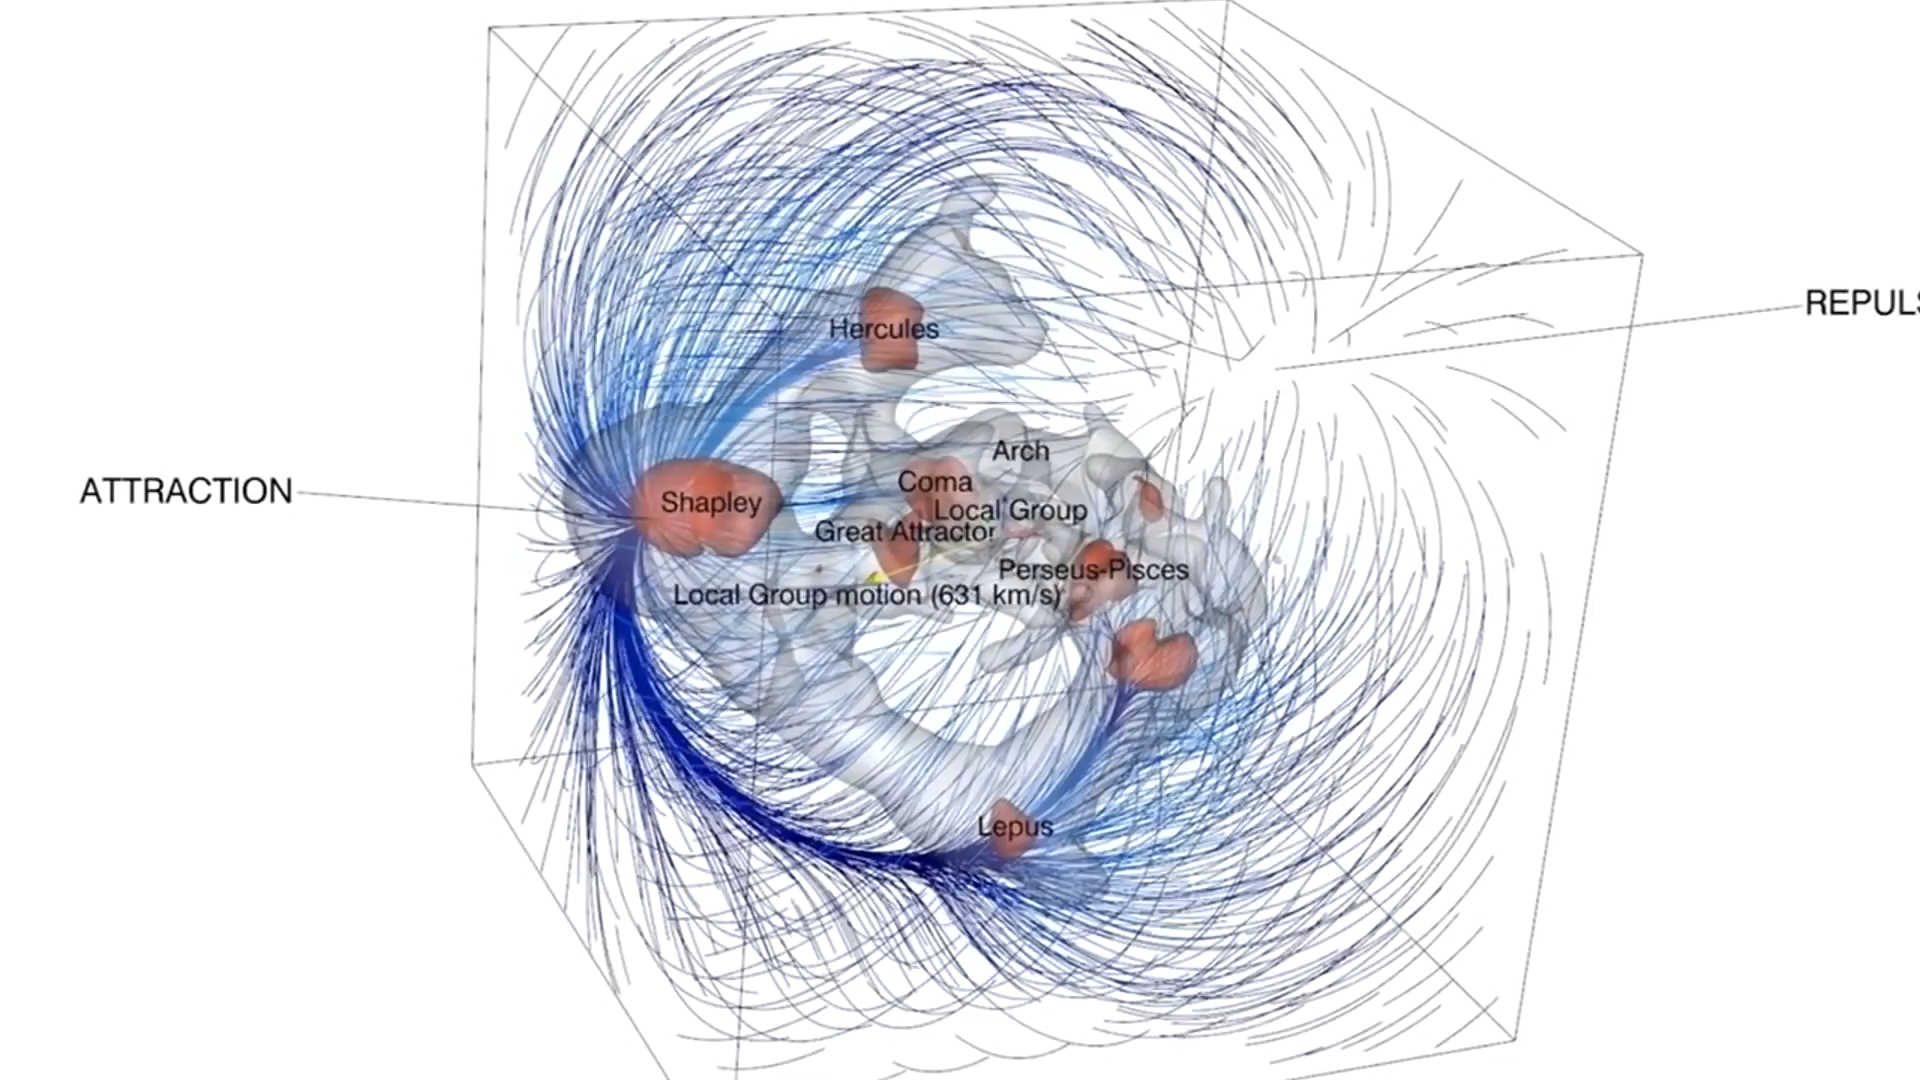 REPULS
Hercules
Arch
Coma
ATTRACTION
Shapley
Local Group
Great Attractor
Perseus-Pisces
Local Group motion (631 km/s)
Lepus